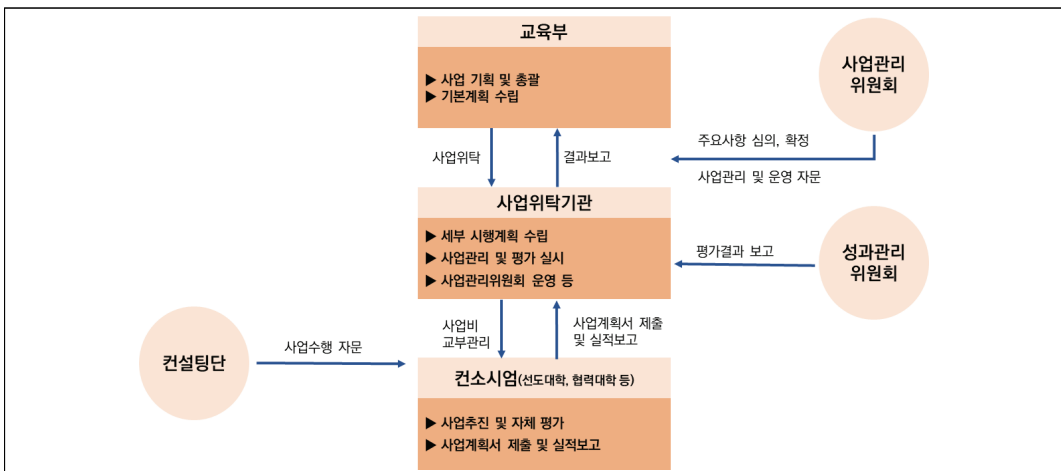 교육부
▶ 사업 기획 및 총괄
▶ 기본계획 수립
사업관리
위원회
사업위탁
결과보고
주요사항 심의, 확정
사업관리 및 운영 자문
사업위탁기관
▶ 세부 시행계획 수립
▶ 사업관리 및 평가 실시
▶ 사업관리위원회 운영 등
평가결과 보고
성과관리
위원회
사업비
교부관리
사업계획서 제출
및 실적보고
컨설팅단
사업수행 자문
컨소시엄(선도대학, 협력대학 등)
▶ 사업추진 및 자체 평가
▶ 사업계획서 제출 및 실적보고